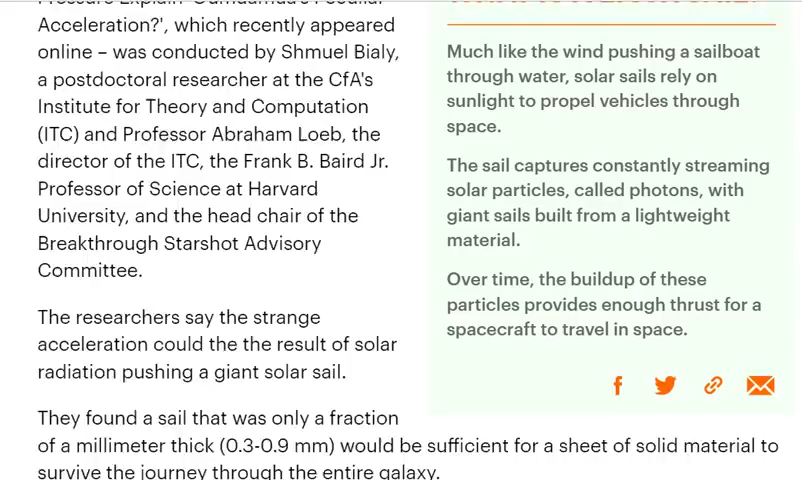 Pressure Explain 'Oumuamua's Peculiar
Acceleration?', which recently appeared
online – was conducted by Shmuel Bialy,
a postdoctoral researcher at the CfA's
Institute for Theory and Computation
(ITC) and Professor Abraham Loeb, the
director of the ITC, the Frank B. Baird Jr.
Professor of Science at Harvard
University, and the head chair of the
Breakthrough Starshot Advisory
Committee.
The researchers say the strange
acceleration could the the result of solar
radiation pushing a giant solar sail.
They found a sail that was only a fraction
of a millimeter thick (0.3-0.9 mm) would be sufficient for a sheet of solid material to
survive the journey through the entire galaxy.
Much like the wind pushing a sailboat
through water, solar sails rely on
sunlight to propel vehicles through
space.
The sail captures constantly streaming
solar particles, called photons, with
giant sails built from a lightweight
material.
Over time, the buildup of these
particles provides enough thrust for a
spacecraft to travel in space.